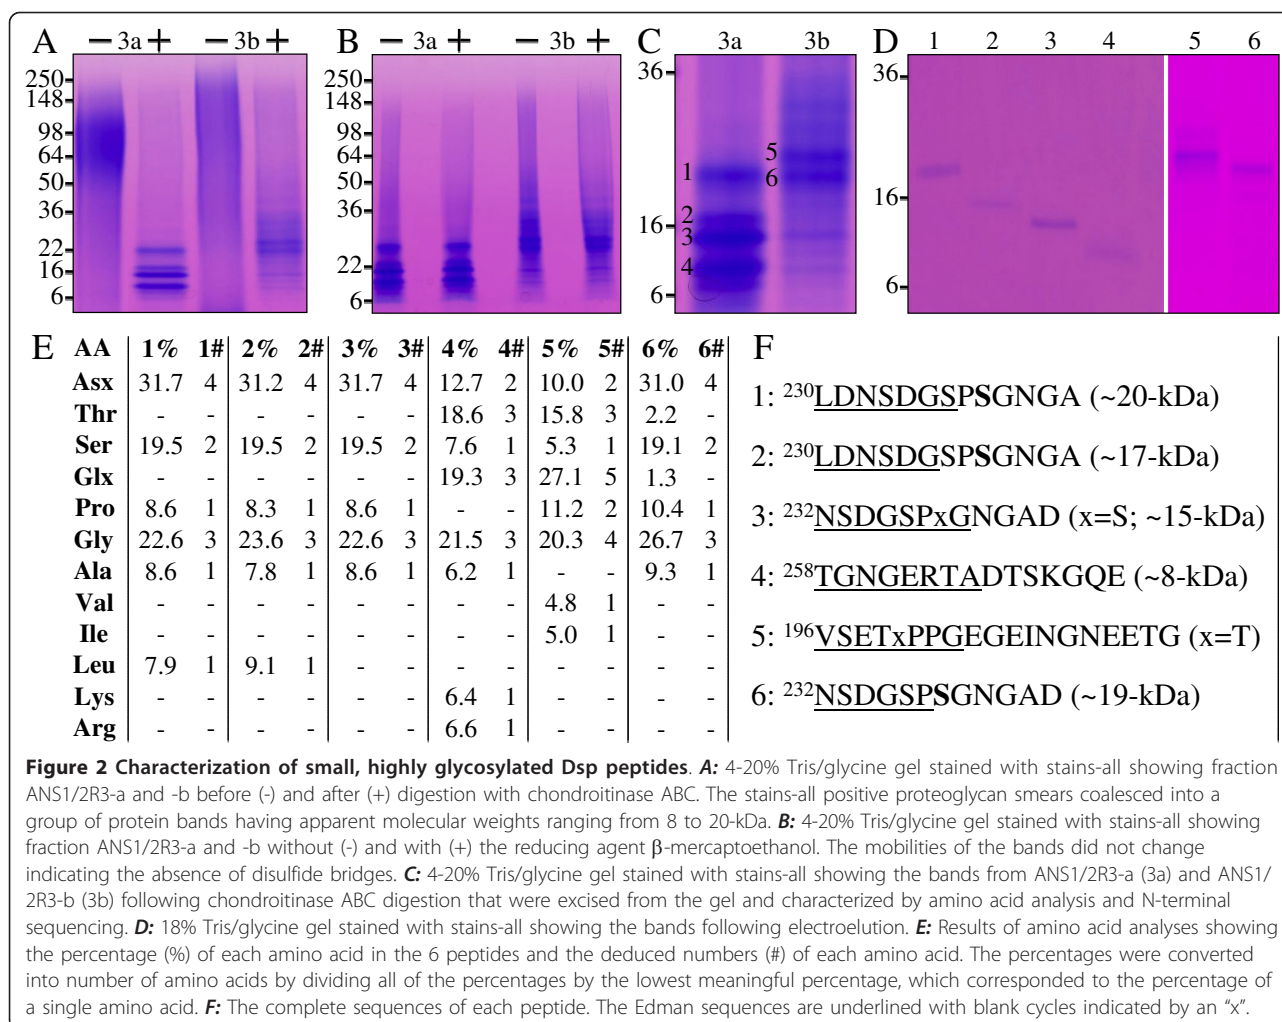 A − 3a + − 3b +
250
148
98
64
50
36
22
16
6
B − 3a + − 3b +
250
148
98
64
50
36
22
6
C 3a 3b
36
16
6
1
2
3
4
5
6
D 1 2 3 4 5 6
36
16
6
E AA 1% 1# 2% 2# 3% 3# 4% 4# 5% 5# 6% 6#
Asx 31.7 4 31.2 4 31.7 4 12.7 2 10.0 2 31.0 4
Thr - - - - - - 18.6 3 15.8 3 2.2 -
Ser 19.5 2 19.5 2 19.5 2 7.6 1 5.3 1 19.1 2
Glx - - - - - - 19.3 3 27.1 5 1.3 -
Pro 8.6 1 8.3 1 8.6 1 - - 11.2 2 10.4 1
Gly 22.6 3 23.6 3 22.6 3 21.5 3 20.3 4 26.7 3
Ala 8.6 1 7.8 1 8.6 1 6.2 1 - - 9.3 1
Val - - - - - - - - 4.8 1 - -
Ile - - - - - - - - 5.0 1 - -
Leu 7.9 1 9.1 1 - - - - - - - -
Lys - - - - - - 6.4 1 - - - -
Arg - - - - - - 6.6 1 - - - -
F
1: 230LDNSDGSPSGNGA (~20-kDa)
2: 230LDNSDGSPSGNGA (~17-kDa)
3: 232NSDGSPxGNGAD (x=S; ~15-kDa)
4: 258TGNGERTADTSKGQE (~8-kDa)
5: 196VSETxPPGEGEINGNEETG (x=T)
6: 232NSDGSPSGNGAD (~19-kDa)
Figure 2 Characterization of small, highly glycosylated Dsp peptides. A: 4-20% Tris/glycine gel stained with stains-all showing fraction
ANS1/2R3-a and -b before (-) and after (+) digestion with chondroitinase ABC. The stains-all positive proteoglycan smears coalesced into a
group of protein bands having apparent molecular weights ranging from 8 to 20-kDa. B: 4-20% Tris/glycine gel stained with stains-all showing
fraction ANS1/2R3-a and -b without (-) and with (+) the reducing agent β-mercaptoethanol. The mobilities of the bands did not change
indicating the absence of disulfide bridges. C: 4-20% Tris/glycine gel stained with stains-all showing the bands from ANS1/2R3-a (3a) and ANS1/
2R3-b (3b) following chondroitinase ABC digestion that were excised from the gel and characterized by amino acid analysis and N-terminal
sequencing. D: 18% Tris/glycine gel stained with stains-all showing the bands following electroelution. E: Results of amino acid analyses showing
the percentage (%) of each amino acid in the 6 peptides and the deduced numbers (#) of each amino acid. The percentages were converted
into number of amino acids by dividing all of the percentages by the lowest meaningful percentage, which corresponded to the percentage of
a single amino acid. F: The complete sequences of each peptide. The Edman sequences are underlined with blank cycles indicated by an "x".